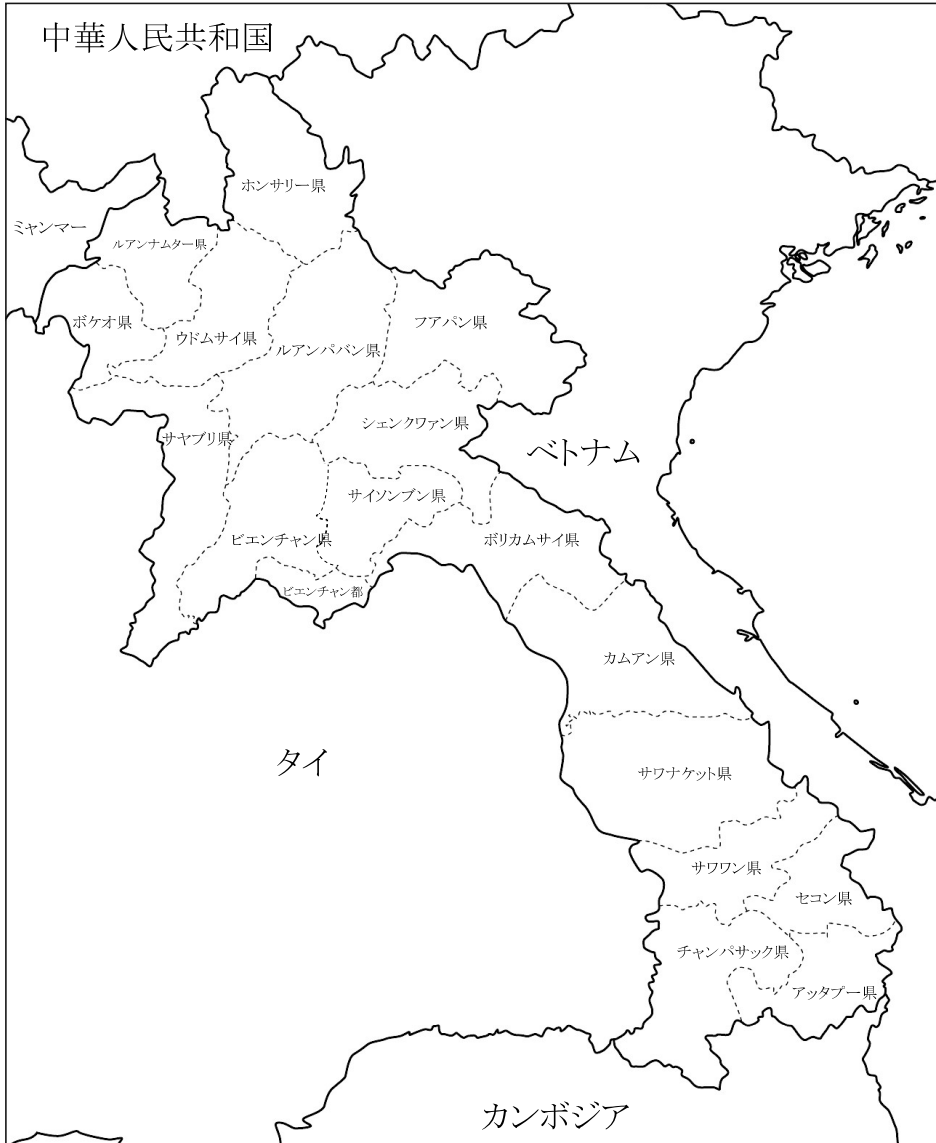 中華人民共和国
ホンサリー県
ミャンマー
ルアンナムター県
ボケオ県
ウドムサイ県
ルアンパバン県
フアパン県
シェンクワァン県
サヤブリ県
ベトナム
サイソンブン県
ビエンチャン県
ボリカムサイ県
ビエンチャン都
カムアン県
タイ
サワナケット県
サワワン県
セコン県
チャンパサック県
アッタプー県
カンボジア